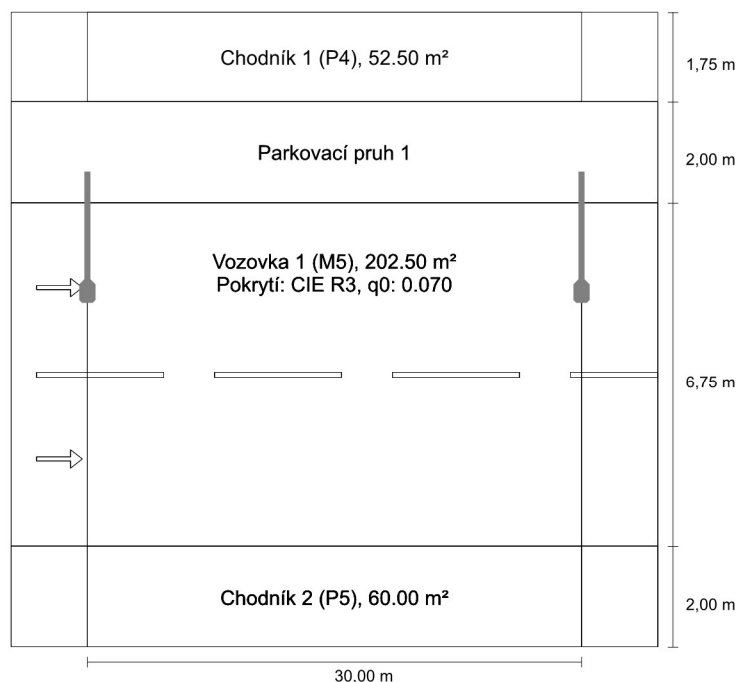 Chodník 1 (P4), 52.50 m²
1,75 m
Parkovací pruh 1
2,00 m
Vozovka 1 (M5), 202.50 m²
Pokrytí: CIE R3, q0: 0.070
6,75 m
Chodník 2 (P5), 60.00 m²
2,00 m
30.00 m